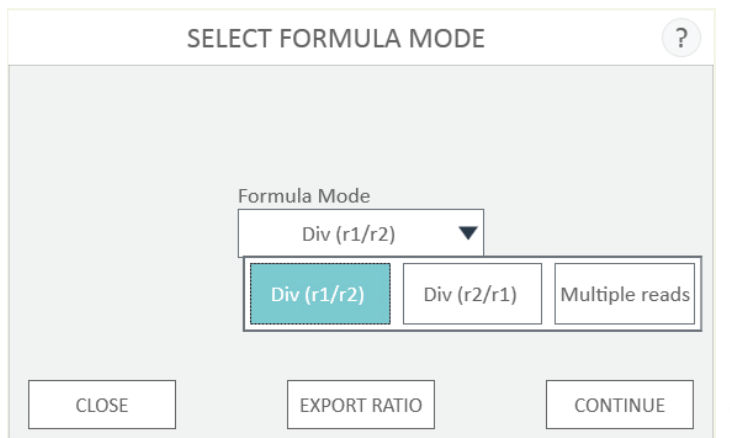 SELECT FORMULA MODE
?
Formula Mode
Div (r1/r2)
Div (r1/r2) Div (r2/r1) Multiple reads
CLOSE EXPORT RATIO CONTINUE